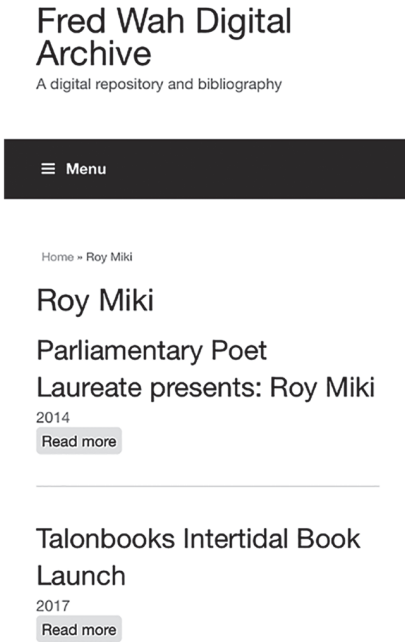 Fred Wah Digital
Archive
A digital repository and bibliography
Menu
Home » Roy Miki
Roy Miki
Parliamentary Poet
Laureate presents: Roy Miki
2014
Read more
Talonbooks Intertidal Book
Launch
2017
Read more